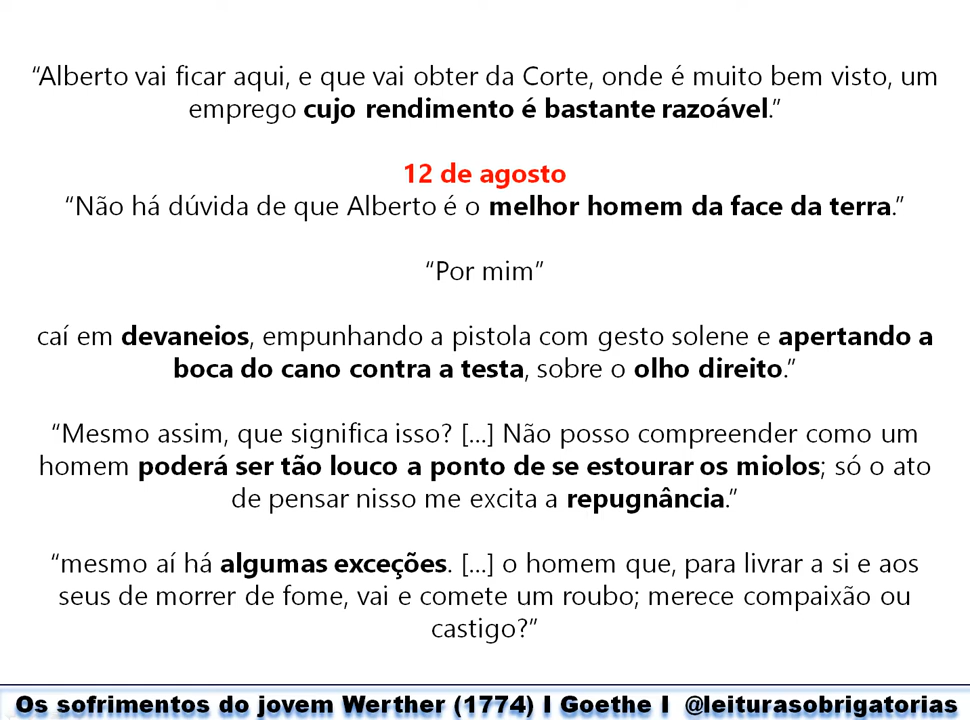 “Alberto vai ficar aqui, e que vai obter da Corte, onde é muito bem visto, um
emprego cujo rendimento é bastante razoável.”
12 de agosto
“Não há dúvida de que Alberto é o melhor homem da face da terra.”
“Por mim”
caí em devaneios, empunhando a pistola com gesto solene e apertando a
boca do cano contra a testa, sobre o olho direito.”
“Mesmo assim, que significa isso? [...] Não posso compreender como um
homem poderá ser tão louco a ponto de se estourar os miolos; só o ato
de pensar nisso me excita a repugnância.”
“mesmo aí há algumas exceções. [...] o homem que, para livrar a si e aos
seus de morrer de fome, vai e comete um roubo; merece compaixão ou
castigo?”
Os sofrimentos do jovem Werther (1774) I Goethe I @leiturasobrigatorias